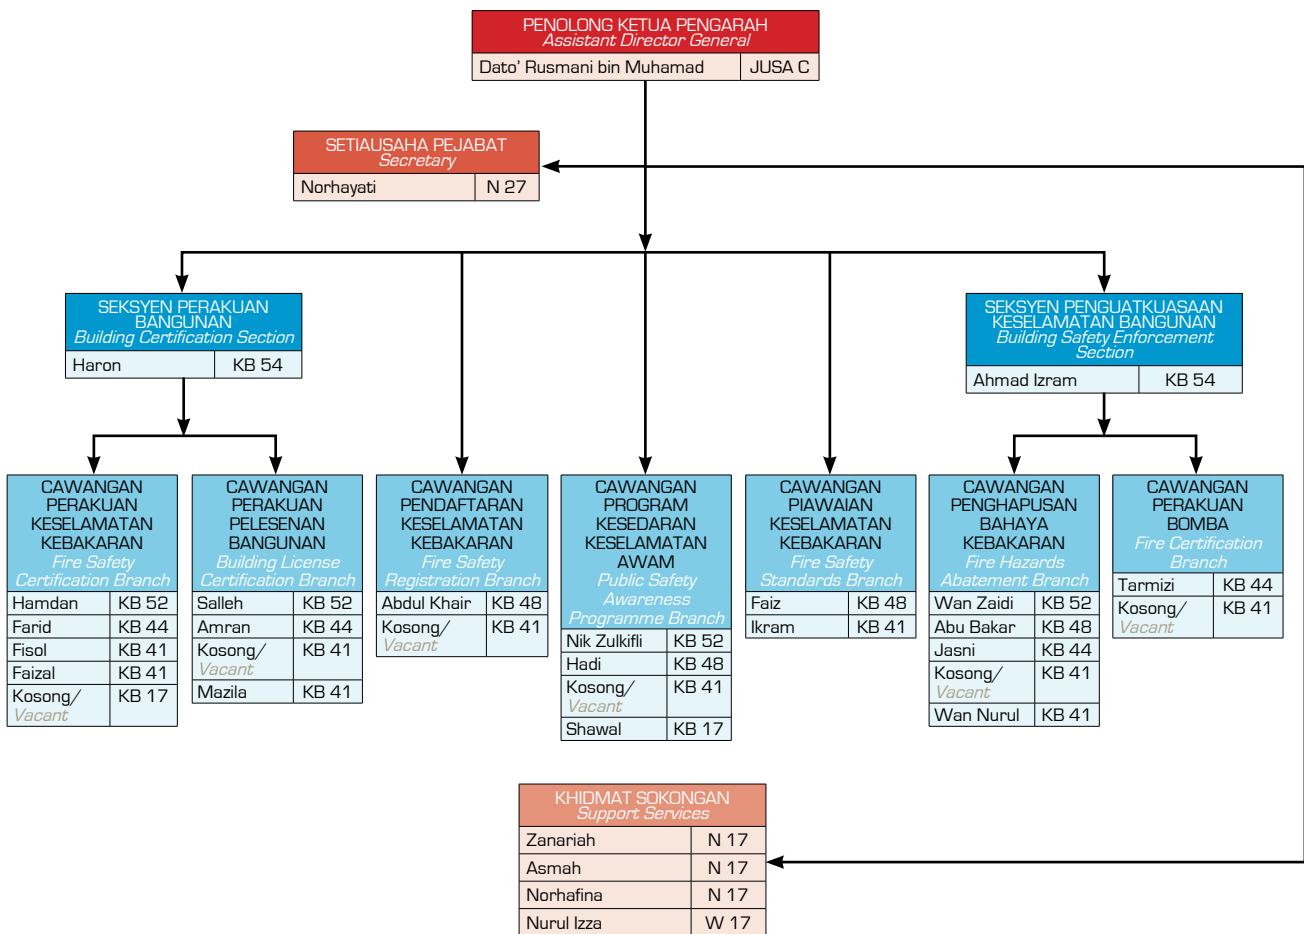 PENOLONG KETUA PENGARAH
Assistant Director General
Dato' Rusmani bin Muhamad JUSA C
SETIAUSAHA PEJABAT
Secretary
Norhayati N 27
SEKSYEN PERAKUAN
BANGUNAN
Building Certification Section
Haron KB 54
SEKSYEN PENGUATKUASAAN
KESELAMATAN BANGUNAN
Building Safety Enforcement
Section
Ahmad Izram KB 54
CAWANGAN
PERAKUAN
KESELAMATAN
KEBAKARAN
Fire Safety
Certification Branch
Hamdan KB 52
Farid KB 44
Fisol KB 41
Faizal KB 41
Kosong/ KB 17
Vacant
CAWANGAN
PERAKUAN
PELESENAN
BANGUNAN
Building License
Certification Branch
Salleh KB 52
Amran KB 44
Kosong/ KB 41
Vacant
Mazila KB 41
CAWANGAN
PENDAFTARAN
KESELAMATAN
KEBAKARAN
Fire Safety
Registration Branch
Abdul Khair KB 48
Kosong/ KB 41
Vacant
CAWANGAN
PROGRAM
KESEDARAN
KESELAMATAN
AWAM
Public Safety
Awareness
Programme Branch
Nik Zulkifli KB 52
Hadi KB 48
Kosong/ KB 41
Vacant
Shawal KB 17
CAWANGAN
PIAWAIAN
KESELAMATAN
KEBAKARAN
Fire Safety
Standards Branch
Faiz KB 48
Ikram KB 41
CAWANGAN
PENGHAPUSAN
BAHAYA
KEBAKARAN
Fire Hazards
Abatement Branch
Wan Zaidi KB 52
Abu Bakar KB 48
Jasni KB 44
Kosong/ KB 41
Vacant
Wan Nurul KB 41
CAWANGAN
PERAKUAN
BOMBA
Fire Certification
Branch
Tarmizi KB 44
Kosong/ KB 41
Vacant
KHIDMAT SOKONGAN
Support Services
Zanariah N 17
Asmah N 17
Norhafina N 17
Nurul Izza W 17